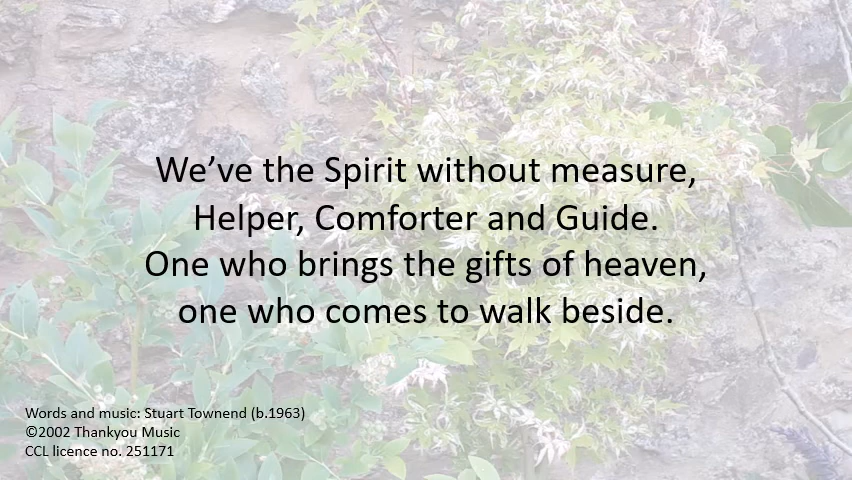 We’ve the Spirit without measure,
Helper, Comforter and Guide.
One who brings the gifts of heaven,
one who comes to walk beside.
Words and music: Stuart Townend (b.1963)
©2002 Thankyou Music
CCL licence no. 251171